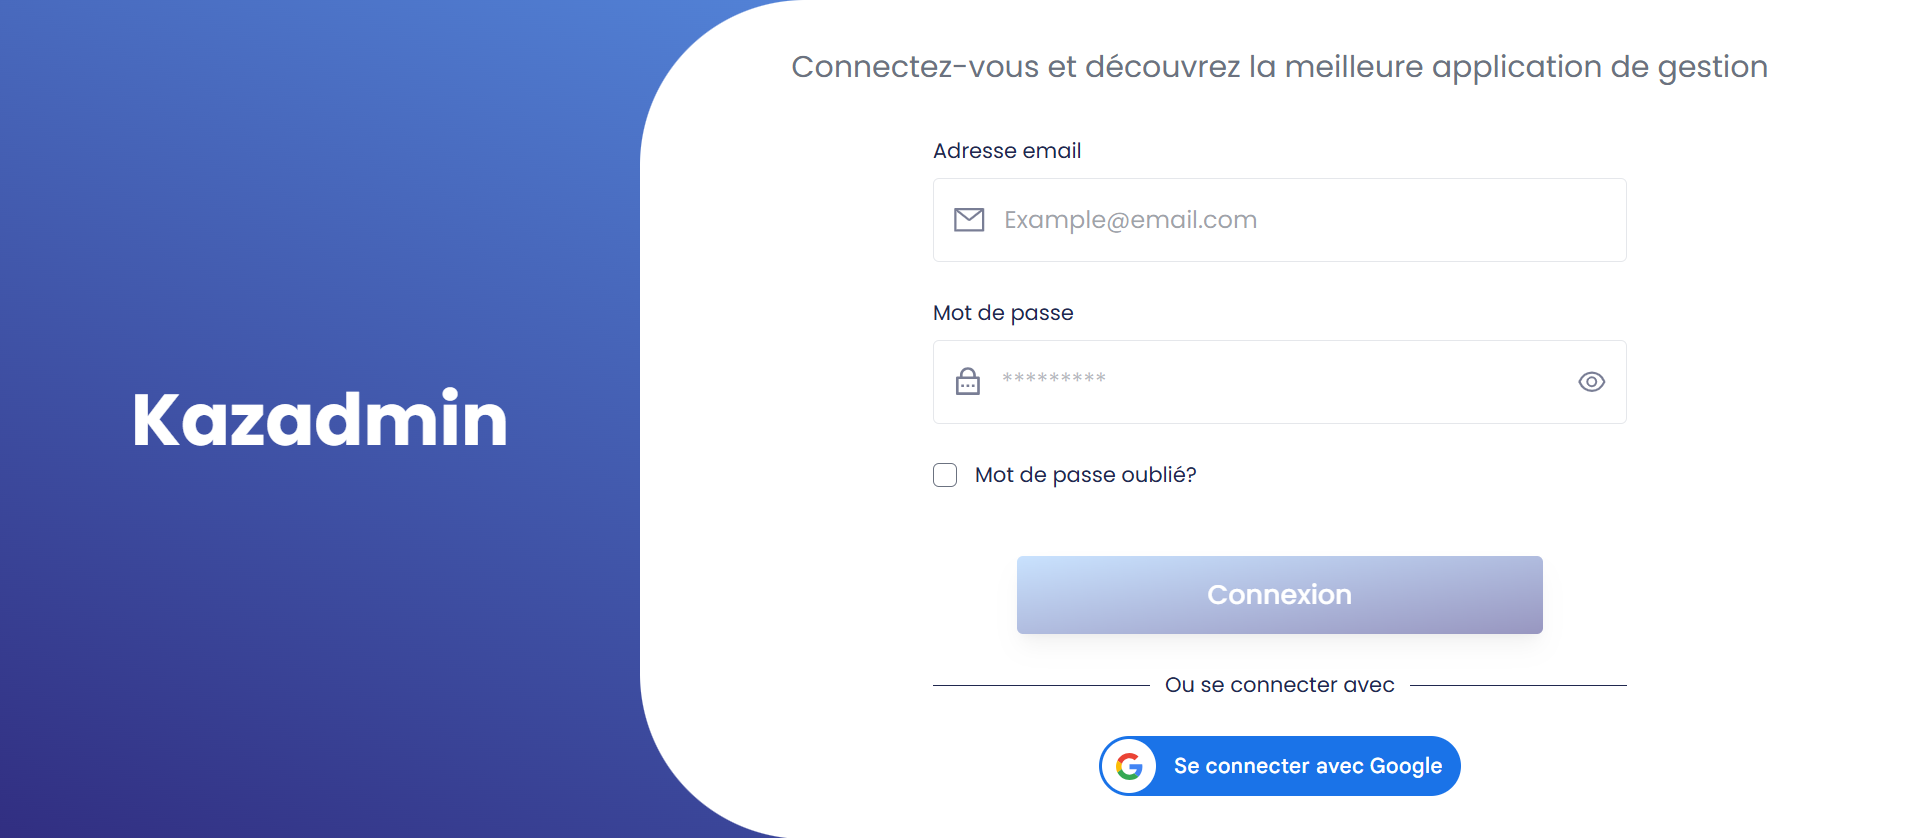 Connectez-vous et découvrez la meilleure application de gestion
Adresse email
Example@email.com
Mot de passe
*********
Kazadmin
Mot de passe oublié?
Connexion
Ou se connecter avec
Se connecter avec Google